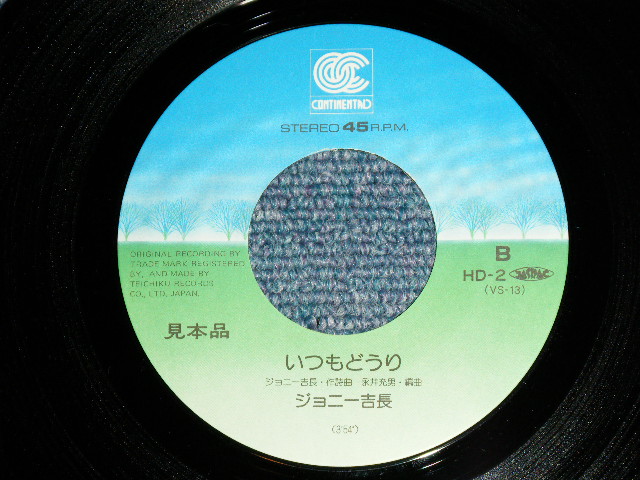 CONTINENTAL
STEREO 45 R.P.M.
ORIGINAL RECORDING BY
TRADE MARK REGISTERED
BY, AND MADE BY
TEICHIKU RECORDS
CO., LTD. JAPAN.
B
HD-2
(VS-13)
見本品
いつもどうり
ジョニー吉長・作詩曲 永井充男・編曲
ジョニー吉長
(3'54")